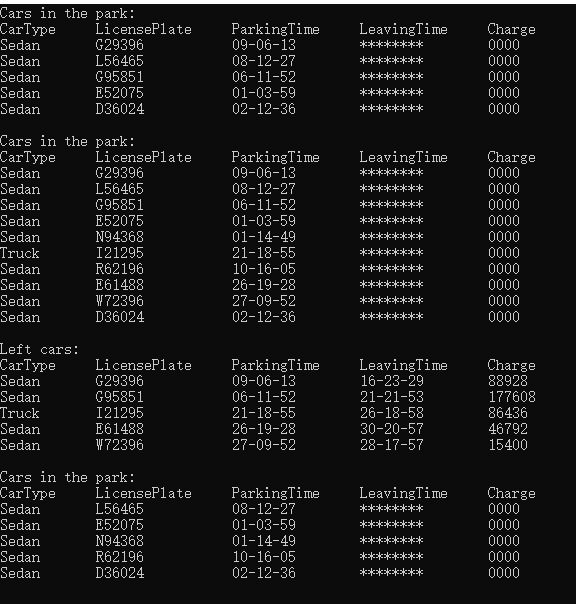 Cars in the park:
CarType LicensePlate ParkingTime LeavingTime Charge
Sedan G29396 09-06-13 ******** 0000
Sedan L56465 08-12-27 ******** 0000
Sedan G95851 06-11-52 ******** 0000
Sedan E52075 01-03-59 ******** 0000
Sedan D36024 02-12-36 ******** 0000
Cars in the park:
CarType LicensePlate ParkingTime LeavingTime Charge
Sedan G29396 09-06-13 ******** 0000
Sedan L56465 08-12-27 ******** 0000
Sedan G95851 06-11-52 ******** 0000
Sedan E52075 01-03-59 ******** 0000
Sedan N94368 01-14-49 ******** 0000
Truck I21295 21-18-55 ******** 0000
Sedan R62196 10-16-05 ******** 0000
Sedan E61488 26-19-28 ******** 0000
Sedan W72396 27-09-52 ******** 0000
Sedan D36024 02-12-36 ******** 0000
Left cars:
CarType LicensePlate ParkingTime LeavingTime Charge
Sedan G29396 09-06-13 16-23-29 88928
Sedan G95851 06-11-52 21-21-53 177608
Truck I21295 21-18-55 26-18-58 86436
Sedan E61488 26-19-28 30-20-57 46792
Sedan W72396 27-09-52 28-17-57 15400
Cars in the park:
CarType LicensePlate ParkingTime LeavingTime Charge
Sedan L56465 08-12-27 ******** 0000
Sedan E52075 01-03-59 ******** 0000
Sedan N94368 01-14-49 ******** 0000
Sedan R62196 10-16-05 ******** 0000
Sedan D36024 02-12-36 ******** 0000